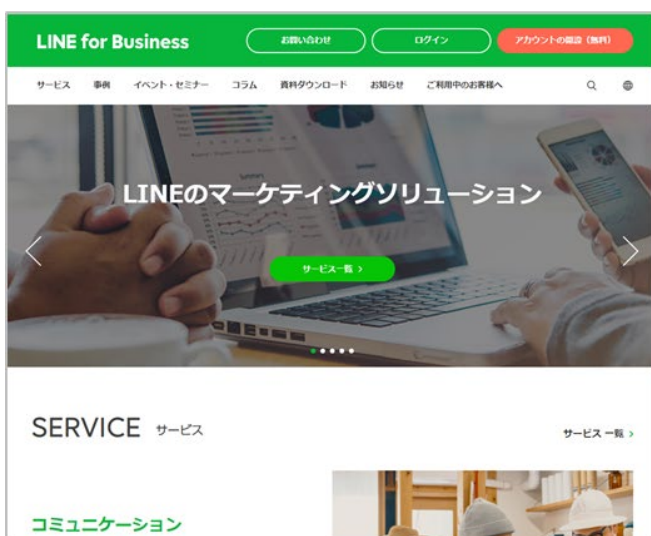 LINE for Business
お問い合わせ
ログイン
アカウントの開設（無料）
サービス 事例 イベント・セミナー コラム 資料ダウンロード お知らせ ご利用中のお客様へ
LINEのマーケティングソリューション
サービス一覧 >
SERVICE サービス
サービス 一覧 >
コミュニケーション